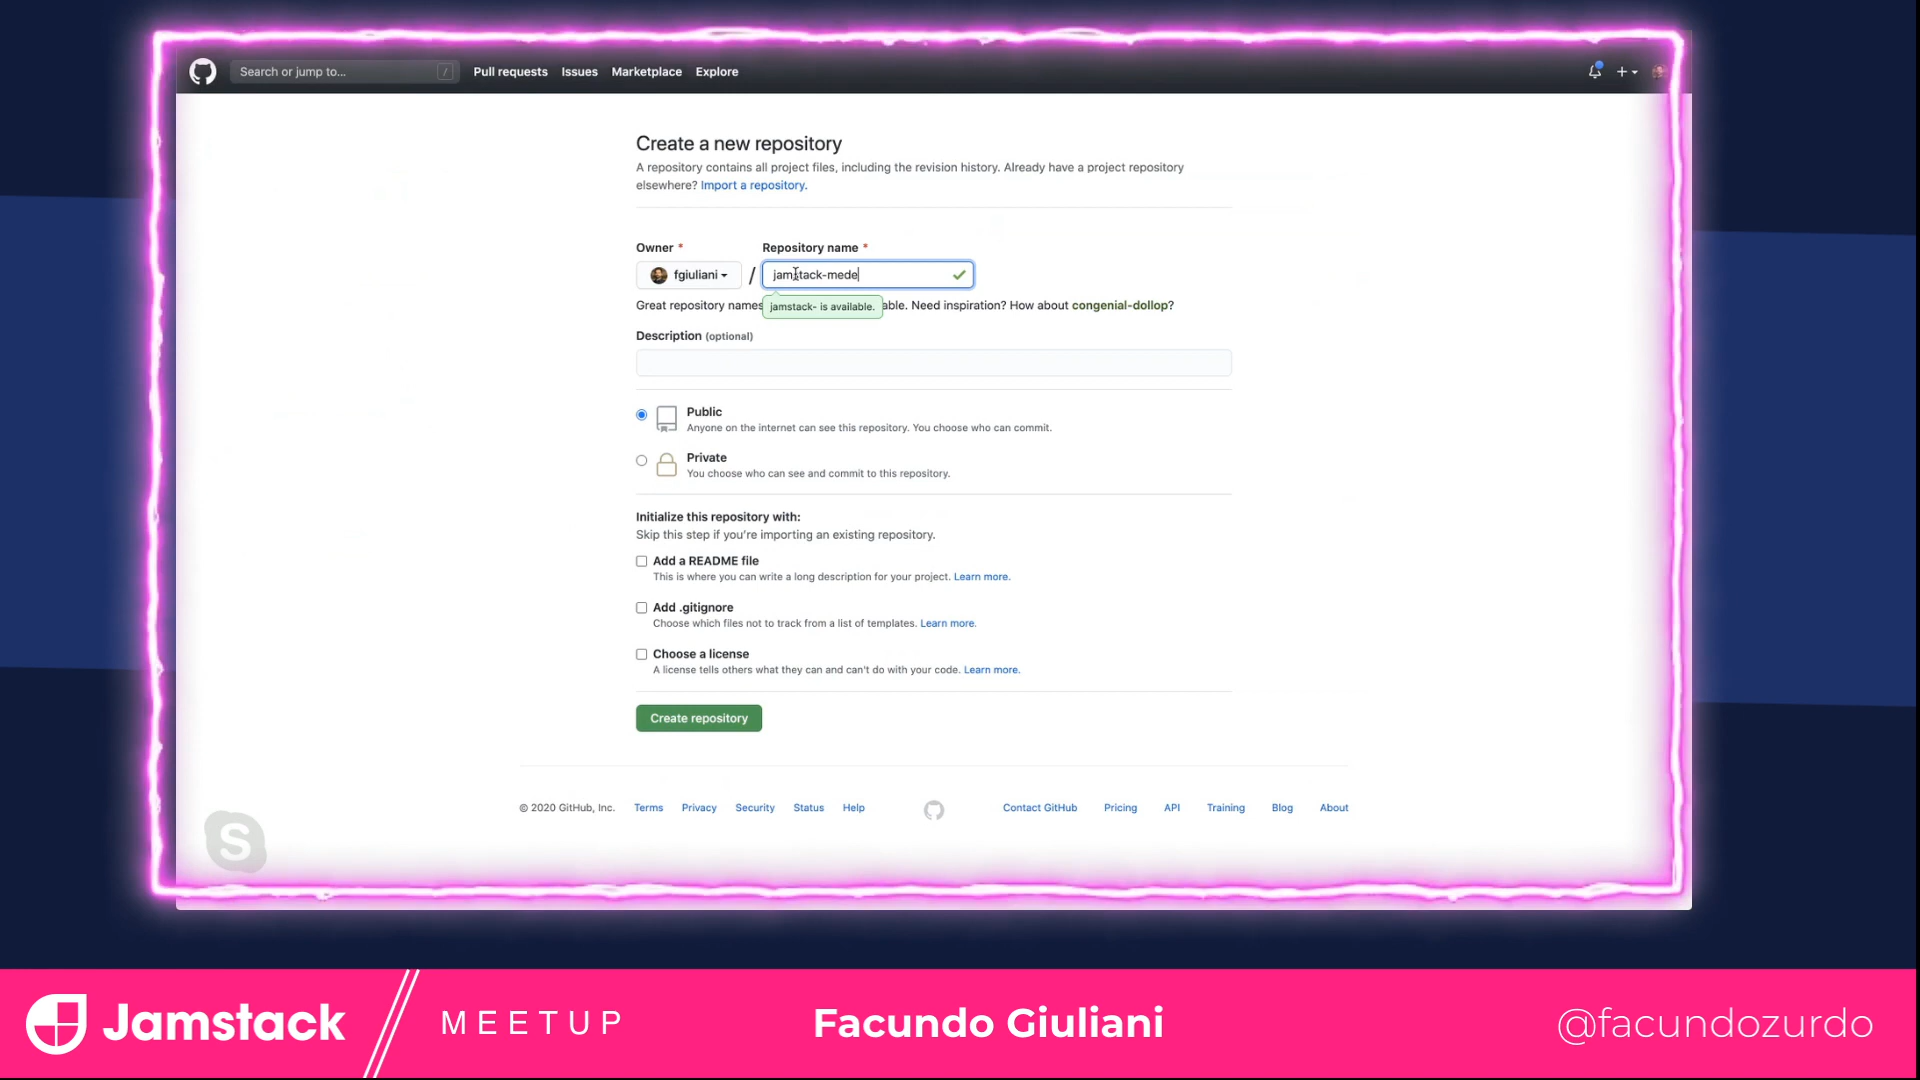 Search or jump to... / Pull requests Issues Marketplace Explore
Create a new repository
A repository contains all project files, including the revision history. Already have a project repository
elsewhere? Import a repository.
Owner * Repository name *
fgiuliani / jamstack-mede
Great repository names able. Need inspiration? How about congenial-dollop?
jamstack- is available.
Description (optional)
Public
Anyone on the internet can see this repository. You choose who can commit.
Private
You choose who can see and commit to this repository.
Initialize this repository with:
Skip this step if you're importing an existing repository.
Add a README file
This is where you can write a long description for your project. Learn more.
Add .gitignore
Choose which files not to track from a list of templates. Learn more.
Choose a license
A license tells others what they can and can't do with your code. Learn more.
Create repository
© 2020 GitHub, Inc. Terms Privacy Security Status Help Contact GitHub Pricing API Training Blog About
S
Jamstack MEETUP Facundo Giuliani @facundozurdo